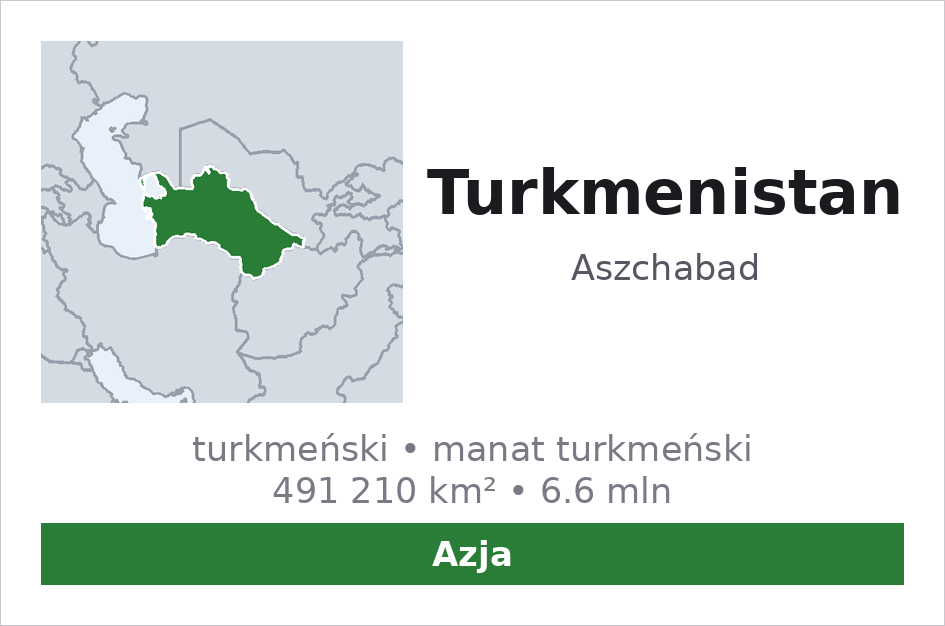 Turkmenistan
Aszchabad
turkmeński • manat turkmeński
491 210 km² • 6.6 mln
Azja